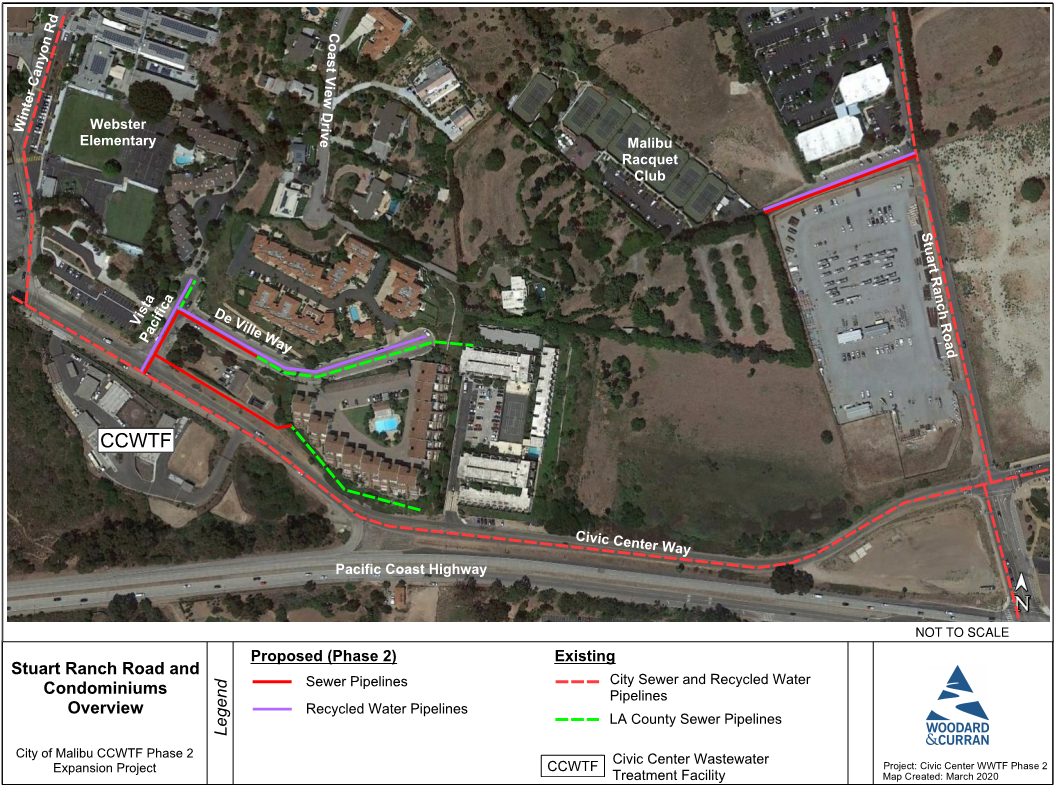 Winter Canyon Rd
Webster
Elementary
Coast View Drive
Malibu
Racquet
Club
Stuart Ranch Road
Vista
Pacifica
De Ville Way
CCWTF
Civic Center Way
Pacific Coast Highway
N
NOT TO SCALE
Stuart Ranch Road and
Condominiums
Overview
City of Malibu CCWTF Phase 2
Expansion Project
Legend
Proposed (Phase 2)
Sewer Pipelines
Recycled Water Pipelines
Existing
City Sewer and Recycled Water
Pipelines
LA County Sewer Pipelines
CCWTF
Civic Center Wastewater
Treatment Facility
WOODARD
&CURRAN
Project: Civic Center WWTF Phase 2
Map Created: March 2020